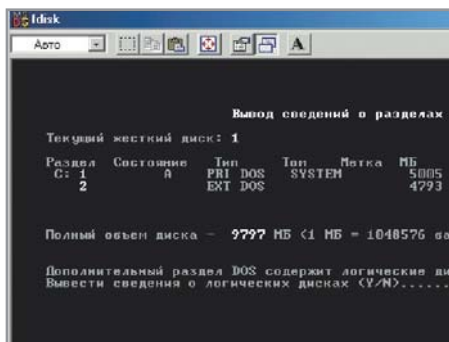 fdisk
Авто
A
Вывод сведений о разделах
Текущий жесткий диск: 1
Раздел Состояние Тип Том Метка МБ
C: 1 A PRI DOS SYSTEM 5005
2 EXT DOS 4793
Полный объем диска - 9797 МБ (1 МБ = 1048576
Дополнительный раздел DOS содержит логические
Вывести сведения о логических дисках (Y/N)......